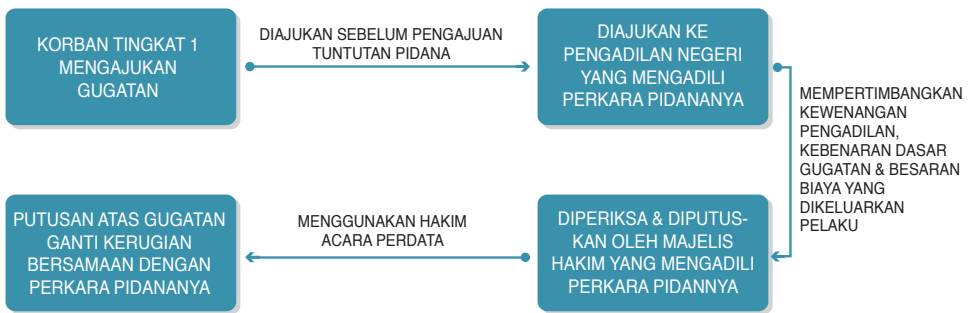 KORBAN TINGKAT 1
MENGAJUKAN
GUGATAN
DIAJUKAN SEBELUM PENGAJUAN
TUNTUTAN PIDANA
DIAJUKAN KE
PENGADILAN NEGERI
YANG MENGADILI
PERKARA PIDANANYA
MEMPERTIMBANGKAN
KEWENANGAN
PENGADILAN,
KEBENARAN DASAR
GUGATAN & BESARAN
BIAYA YANG
DIKELUARKAN
PELAKU
DIPERIKSA & DIPUTUS-
KAN OLEH MAJELIS
HAKIM YANG MENGADILI
PERKARA PIDANNYA
MENGGUNAKAN HAKIM
ACARA PERDATA
PUTUSAN ATAS GUGATAN
GANTI KERUGIAN
BERSAMAAN DENGAN
PERKARA PIDANANYA